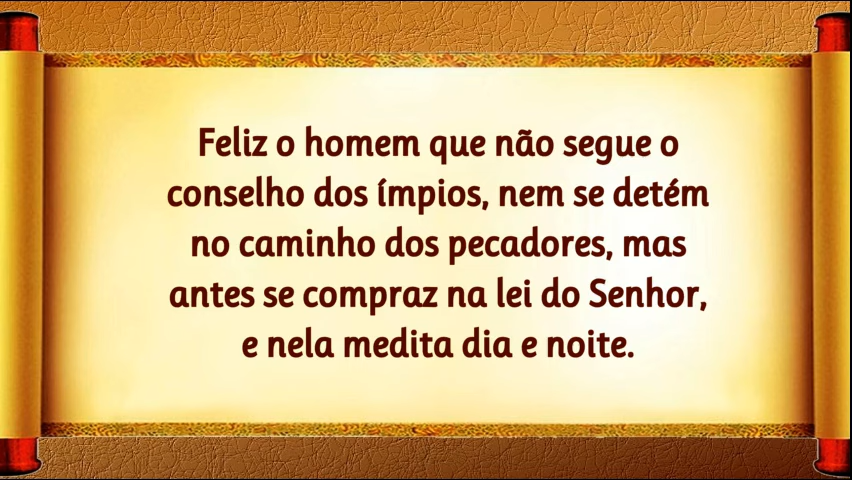 Feliz o homem que não segue o
conselho dos ímpios, nem se detém
no caminho dos pecadores, mas
antes se compraz na lei do Senhor,
e nela medita dia e noite.